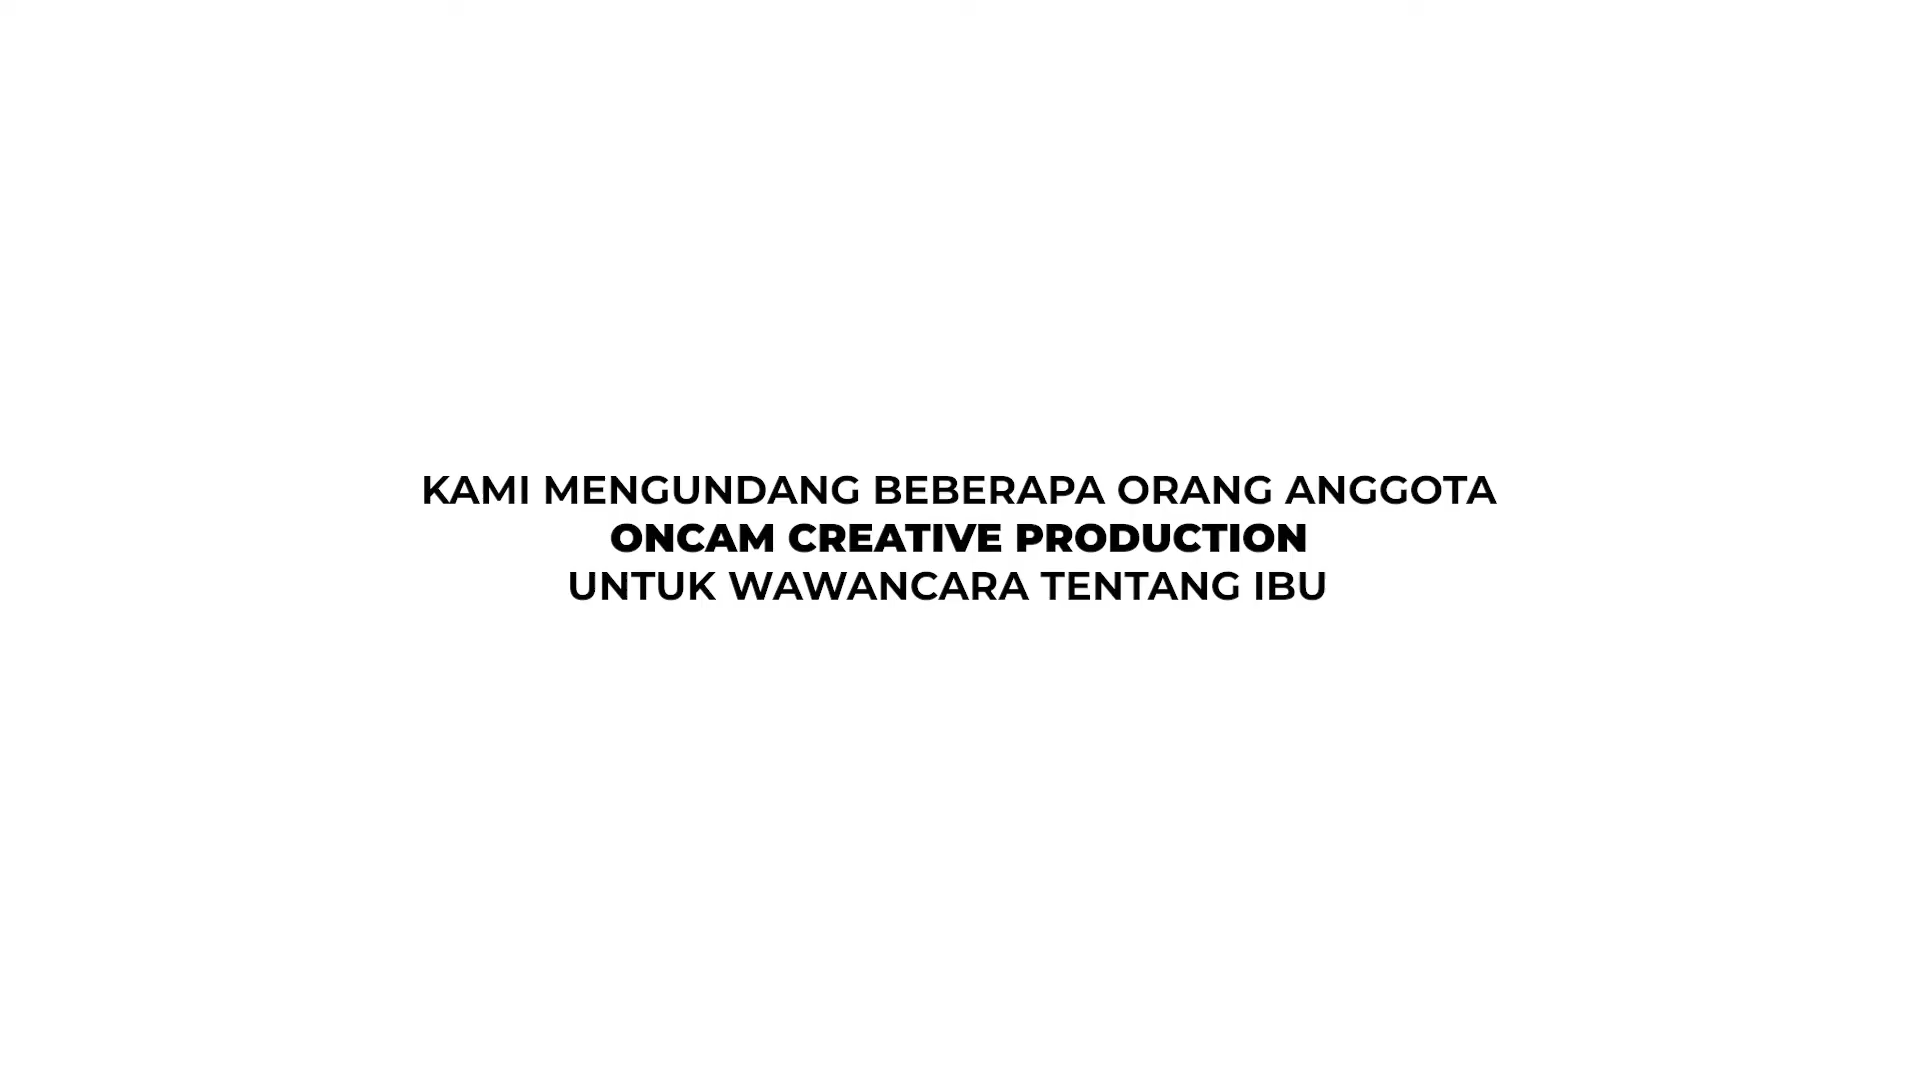 KAMI MENGUNDANG BEBERAPA ORANG ANGGOTA
ONCAM CREATIVE PRODUCTION
UNTUK WAWANCARA TENTANG IBU